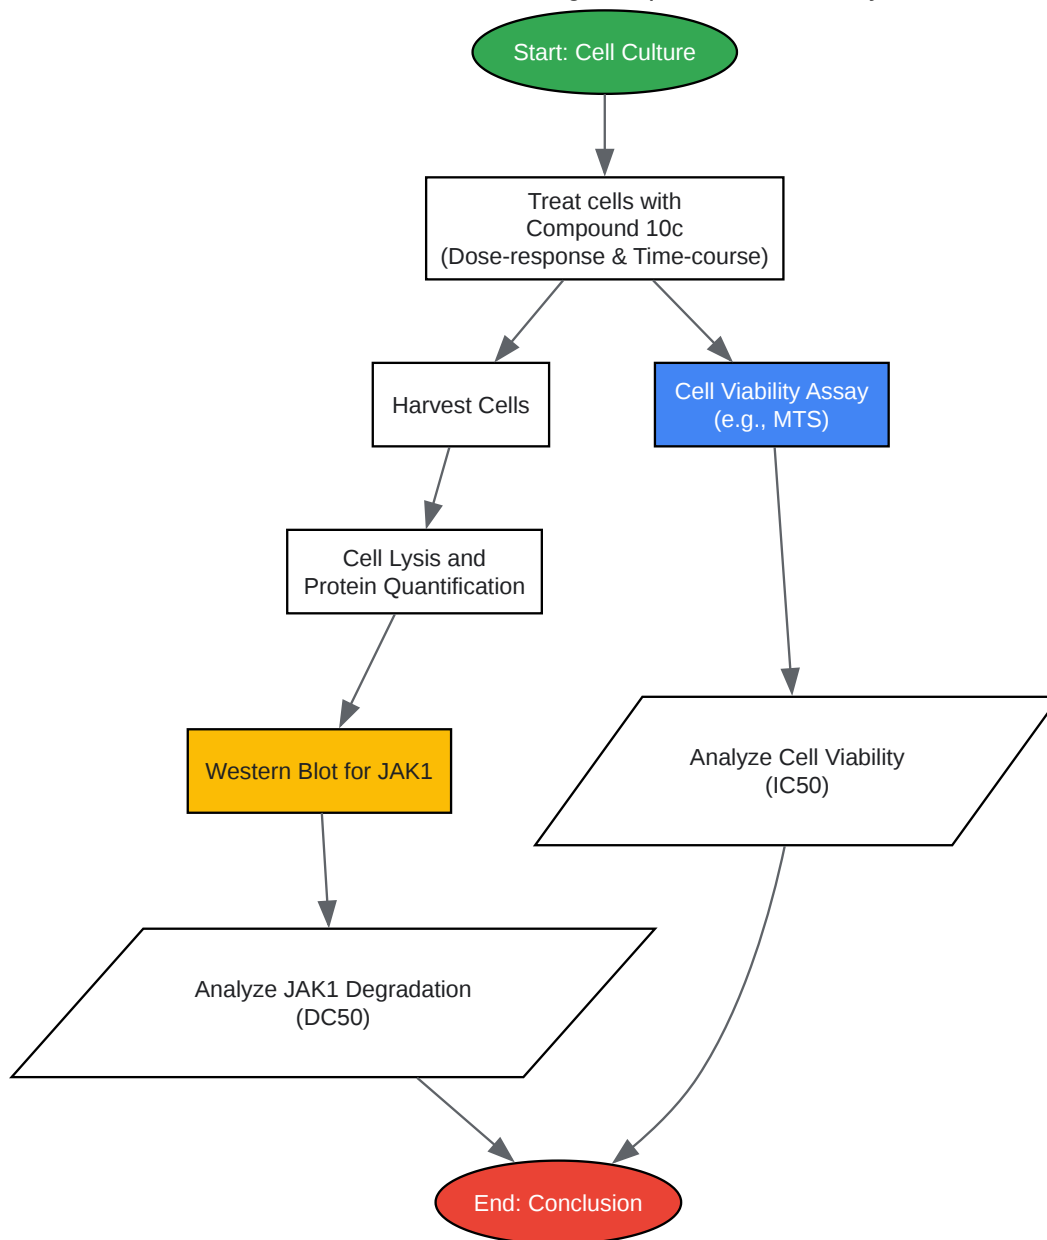 Start: Cell Culture
Treat cells with
Compound 10c
(Dose-response & Time-course)
Harvest Cells
Cell Viability Assay
(e.g., MTS)
Cell Lysis and
Protein Quantification
Western Blot for JAK1
Analyze Cell Viability
(IC50)
Analyze JAK1 Degradation
(DC50)
End: Conclusion